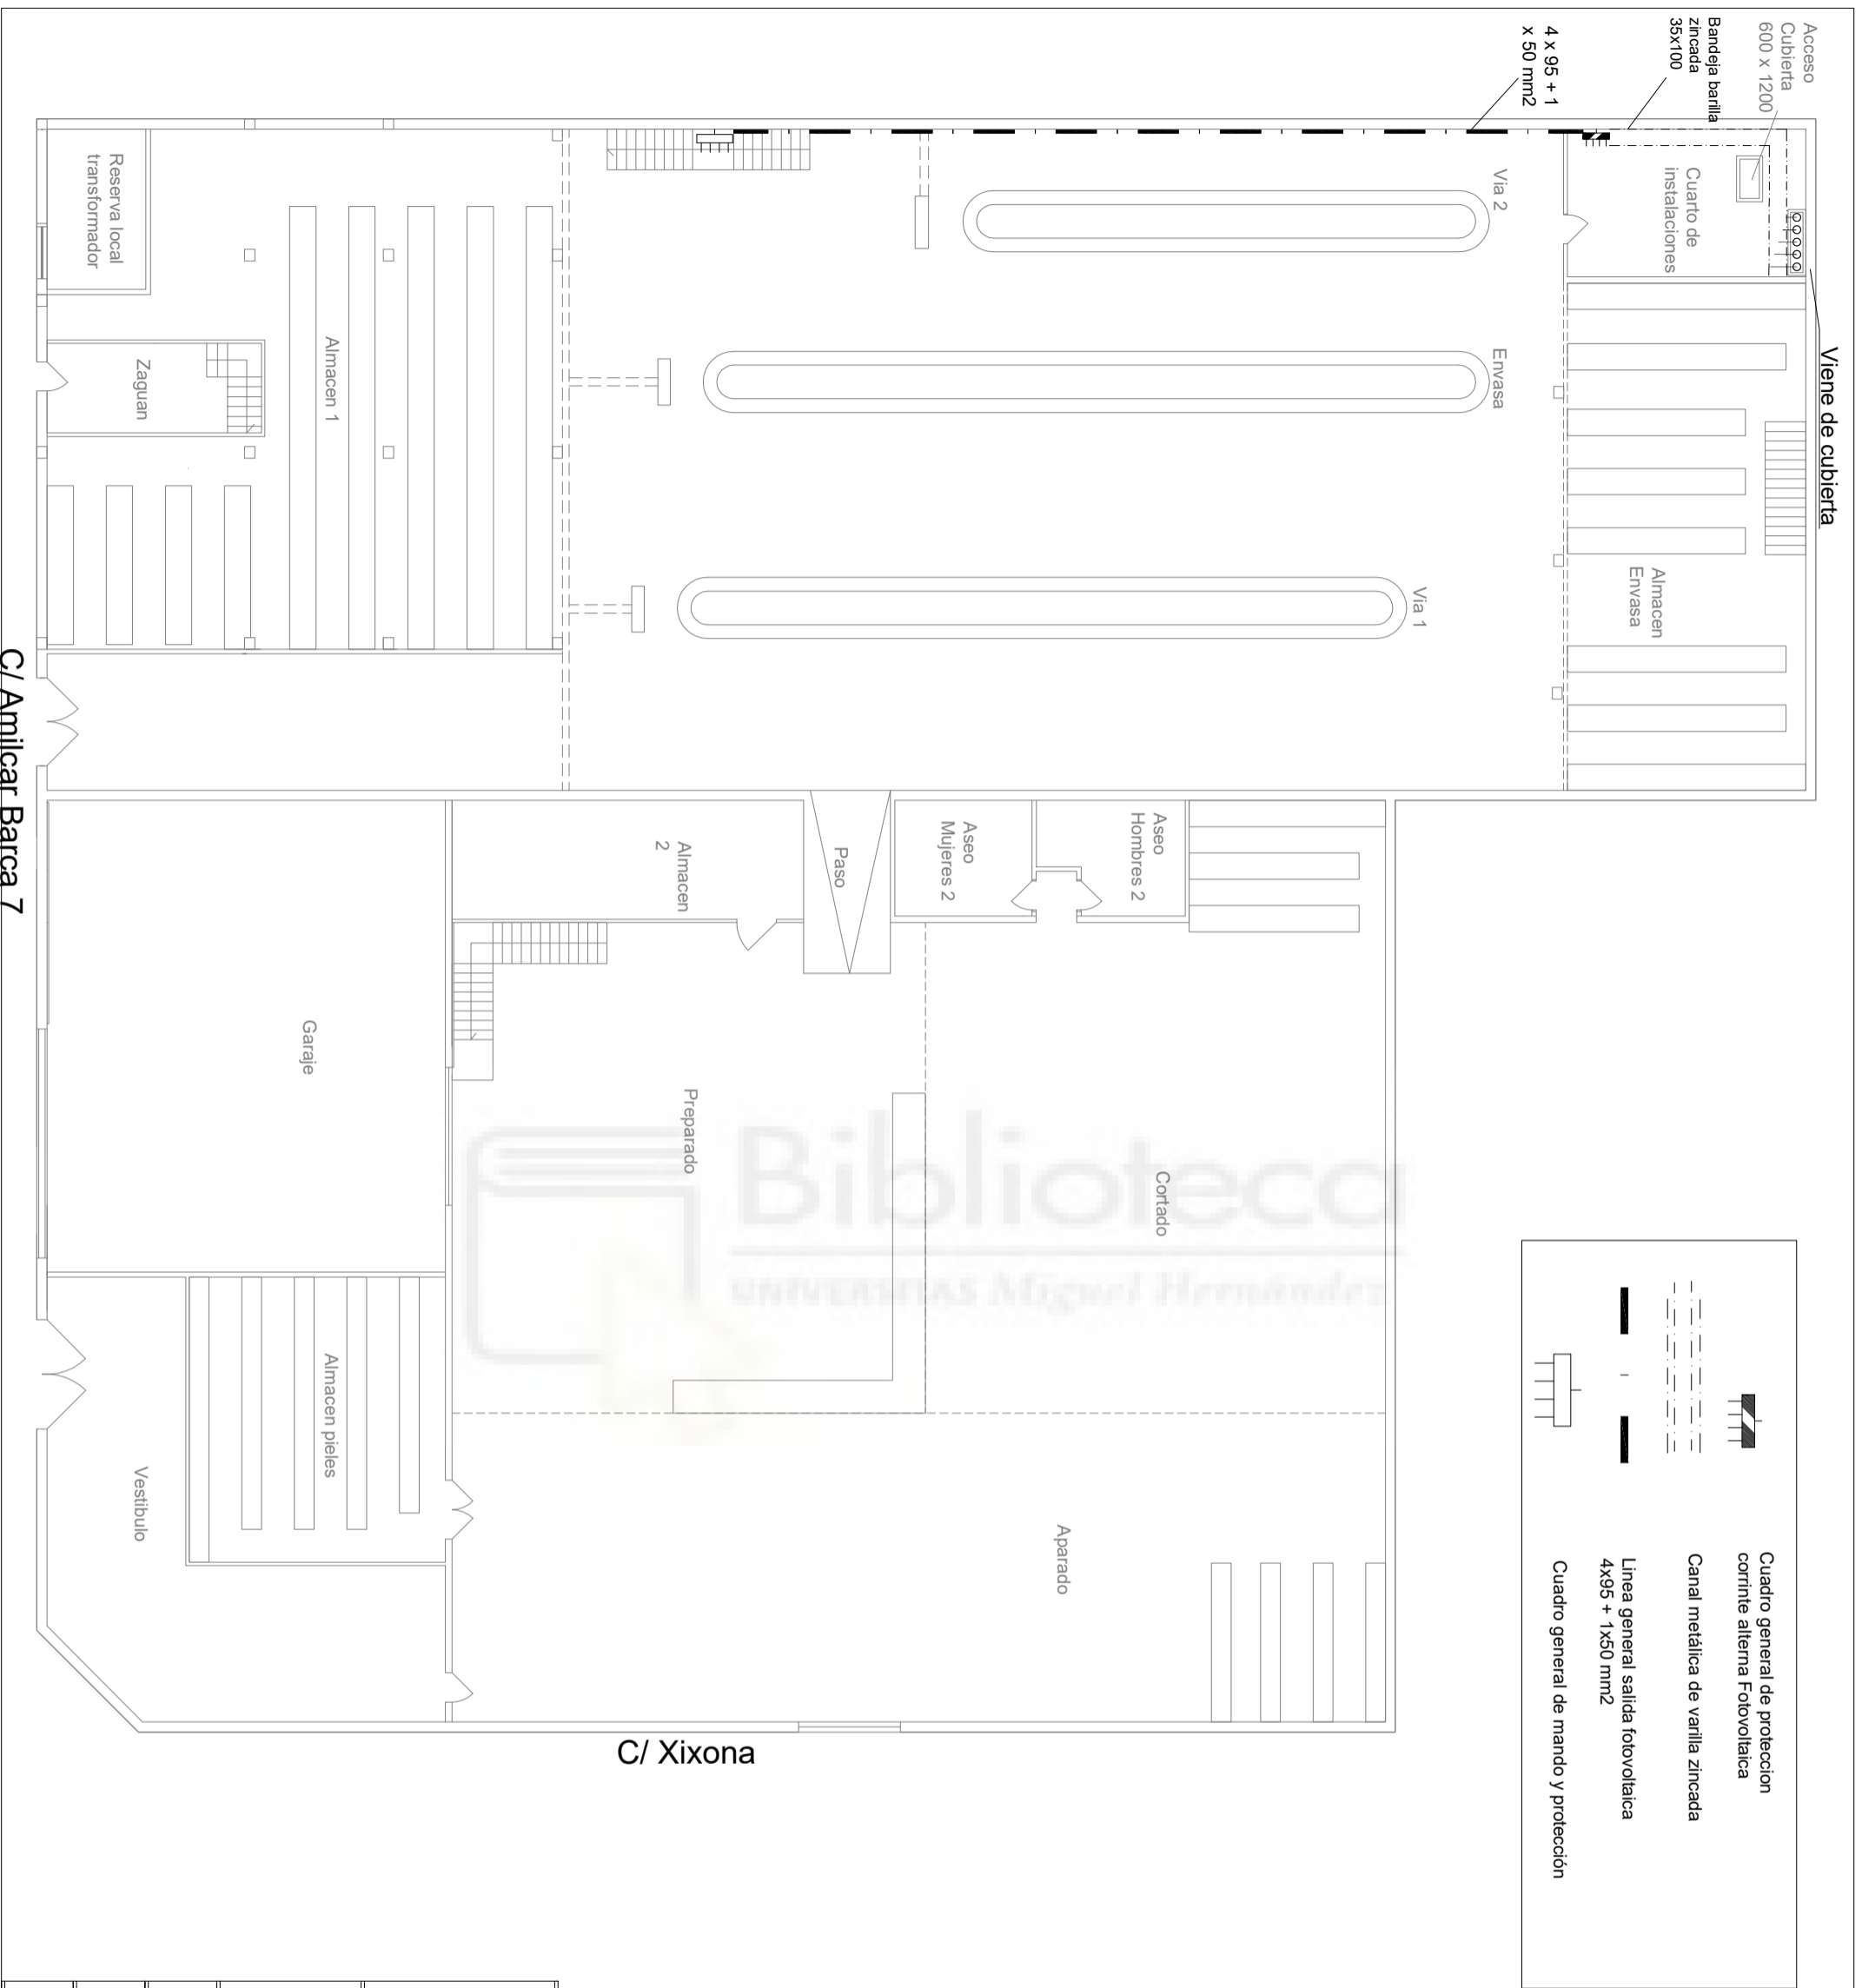 Acceso
Cubierta
600 x 1200
Bandeja barilla
zincada
35x100
4 x 95 + 1
x 50 mm2
Viene de cubierta
Cuarto de
instalaciones
Via 2
Envasa
Via 1
Almacen
Envasa
Reserva local
transformador
Zaguan
Almacen 1
C/ Amilcar Barca 7
Almacen
2
Paso
Aseo
Mujeres 2
Aseo
Hombres 2
Garaje
Preparado
Cortado
Almacen pieles
Vestibulo
Aparado
C/ Xixona
Cuadro general de proteccion
corrinte alterna Fotovoltaica
Canal metálica de varilla zincada
Linea general salida fotovoltaica
4x95 + 1x50 mm2
Cuadro general de mando y protección
Biblioteca
UNIVERSITAS Miguel Hernández